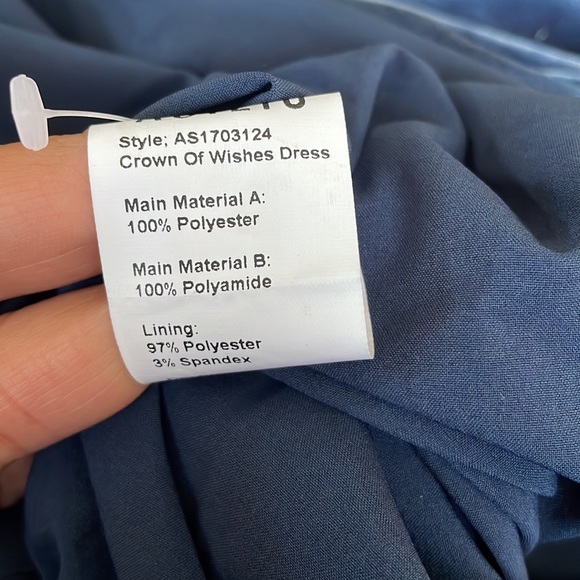 Style; AS1703124
Crown Of Wishes Dress
Main Material A:
100% Polyester
Main Material B:
100% Polyamide
Lining:
97% Polyester
3% Spandex